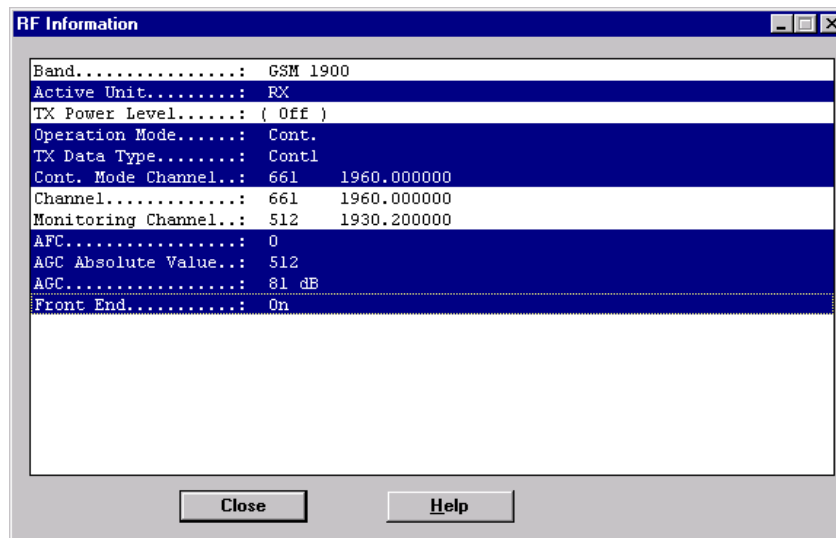 RF Information
Band................: GSM 1900
Active Unit.........: RX
TX Power Level......: ( Off )
Operation Mode......: Cont.
TX Data Type........: Cont1
Cont. Mode Channel..: 661 1960.000000
Channel.............: 661 1960.000000
Monitoring Channel..: 512 1930.200000
AFC.................: 0
AGC Absolute Value..: 512
AGC.................: 81 dB
Front End...........: On
Close Help